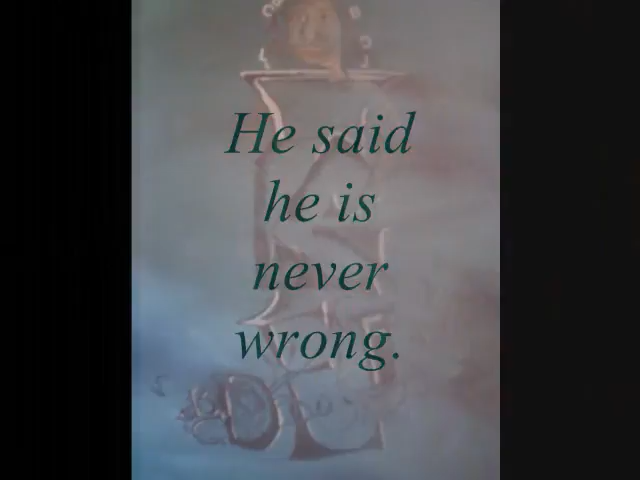 He said
he is
never
wrong.